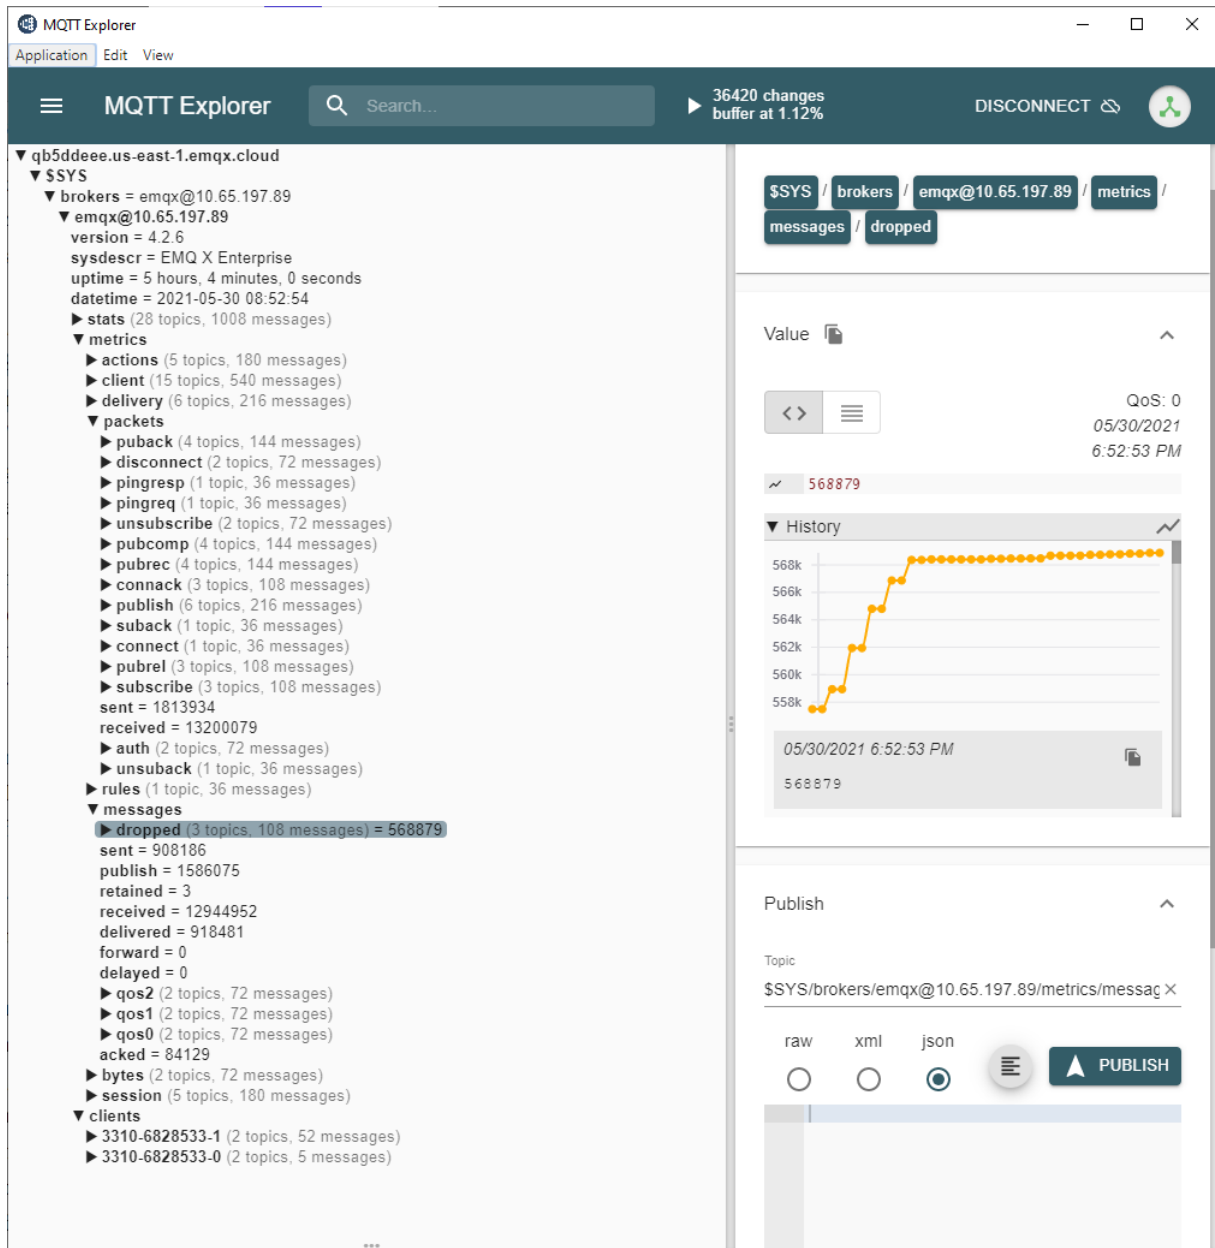 MQTT Explorer
Application Edit View
MQTT Explorer
Search...
36420 changes
buffer at 1.12%
DISCONNECT
▼ qb5ddeee.us-east-1.emqx.cloud
▼ $SYS
▼ brokers = emqx@10.65.197.89
▼ emqx@10.65.197.89
version = 4.2.6
sysdescr = EMQ X Enterprise
uptime = 5 hours, 4 minutes, 0 seconds
datetime = 2021-05-30 08:52:54
▶ stats (28 topics, 1008 messages)
▼ metrics
▶ actions (5 topics, 180 messages)
▶ client (15 topics, 540 messages)
▶ delivery (6 topics, 216 messages)
▼ packets
▶ puback (4 topics, 144 messages)
▶ disconnect (2 topics, 72 messages)
▶ pingresp (1 topic, 36 messages)
▶ pingreq (1 topic, 36 messages)
▶ unsubscribe (2 topics, 72 messages)
▶ pubcomp (4 topics, 144 messages)
▶ pubrec (4 topics, 144 messages)
▶ connack (3 topics, 108 messages)
▶ publish (6 topics, 216 messages)
▶ suback (1 topic, 36 messages)
▶ connect (1 topic, 36 messages)
▶ pubrel (3 topics, 108 messages)
▶ subscribe (3 topics, 108 messages)
sent = 1813934
received = 13200079
▶ auth (2 topics, 72 messages)
▶ unsuback (1 topic, 36 messages)
▶ rules (1 topic, 36 messages)
▼ messages
▶ dropped (3 topics, 108 messages) = 568879
sent = 908186
publish = 1586075
retained = 3
received = 12944952
delivered = 918481
forward = 0
delayed = 0
▶ qos2 (2 topics, 72 messages)
▶ qos1 (2 topics, 72 messages)
▶ qos0 (2 topics, 72 messages)
acked = 84129
▶ bytes (2 topics, 72 messages)
▶ session (5 topics, 180 messages)
▼ clients
▶ 3310-6828533-1 (2 topics, 52 messages)
▶ 3310-6828533-0 (2 topics, 5 messages)
$SYS / brokers / emqx@10.65.197.89 / metrics /
messages / dropped
Value
QoS: 0
05/30/2021
6:52:53 PM
568879
▼ History
568k
566k
564k
562k
560k
558k
05/30/2021 6:52:53 PM
568879
Publish
Topic
$SYS/brokers/emqx@10.65.197.89/metrics/messag
raw xml json
PUBLISH